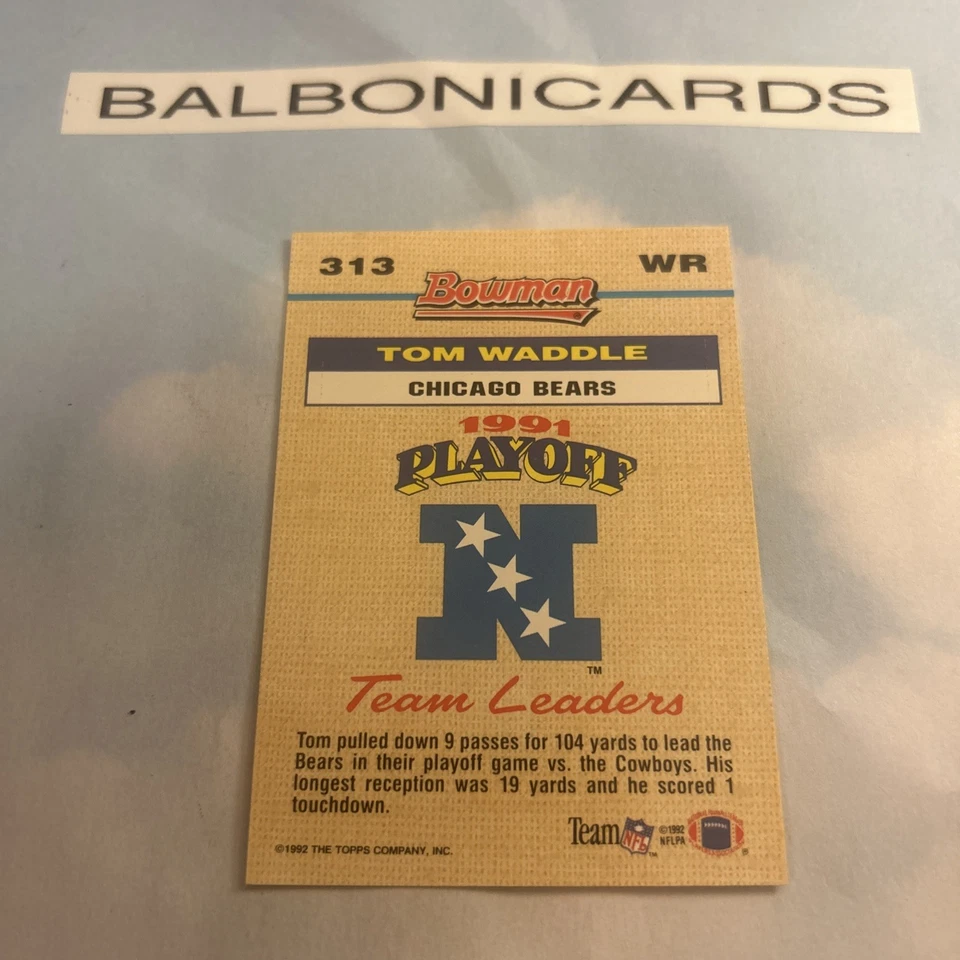 BALBONICARDS
313 WR
Bowman
®
TOM WADDLE
CHICAGO BEARS
1991
PLAYOFF
N
TM
Team Leaders
Tom pulled down 9 passes for 104 yards to lead the
Bears in their playoff game vs. the Cowboys. His
longest reception was 19 yards and he scored 1
touchdown.
Team NFL ™ ©1992
NFLPA ®
©1992 THE TOPPS COMPANY, INC.